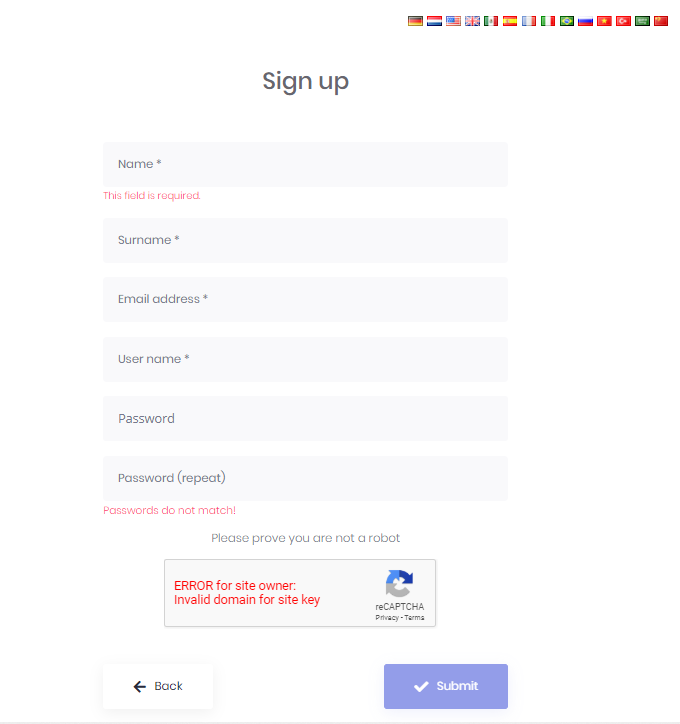 Sign up
Name *
This field is required.
Surname *
Email address *
User name *
Password
Password (repeat)
Passwords do not match!
Please prove you are not a robot
ERROR for site owner:
Invalid domain for site key
reCAPTCHA
Privacy - Terms
Back
Submit